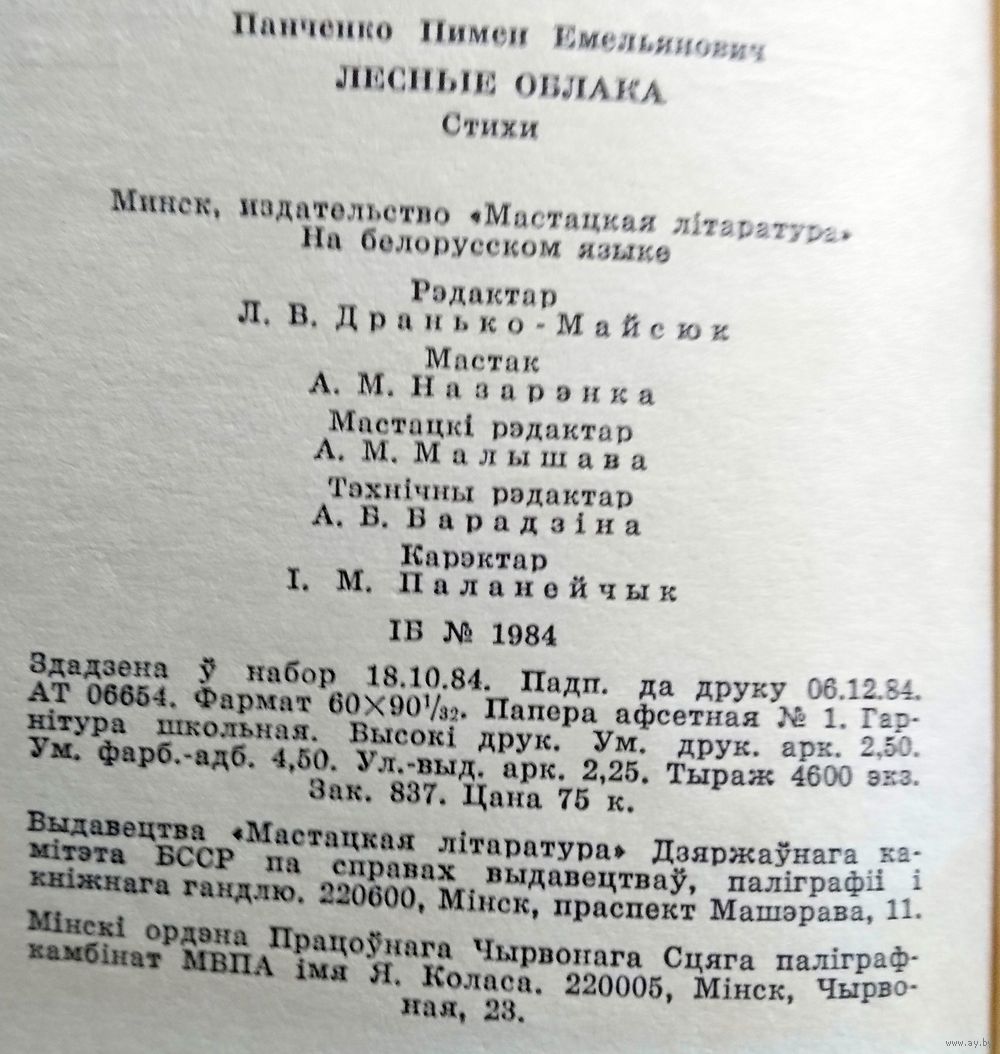 Панченко Пимен Емельянович
ЛЕСНЫЕ ОБЛАКА
Стихи
Минск, издательство «Мастацкая літаратура»
На белорусском языке
Рэдактар
Л. В. Дранько-Майсюк
Мастак
А. М. Назарэнка
Мастацкі рэдактар
А. М. Малышава
Тэхнічны рэдактар
А. Б. Барадзіна
Карэктар
І. М. Паланейчык
ІБ № 1984
Здадзена ў набор 18.10.84. Падп. да друку 06.12.84.
АТ 06654. Фармат 60×90¹/₃₂. Папера афсетная № 1. Гар-
нітура школьная. Высокі друк. Ум. друк. арк. 2,50.
Ум. фарб.-адб. 4,50. Ул.-выд. арк. 2,25. Тыраж 4600 экз.
Зак. 837. Цана 75 к.
Выдавецтва «Мастацкая літаратура» Дзяржаўнага ка-
мітэта БССР па справах выдавецтваў, паліграфіі і
кніжнага гандлю. 220600, Мінск, праспект Машэрава, 11.
Мінскі ордэна Працоўнага Чырвонага Сцяга паліграф-
камбінат МВПА імя Я. Коласа. 220005, Мінск, Чырво-
ная, 23.
www.ay.by